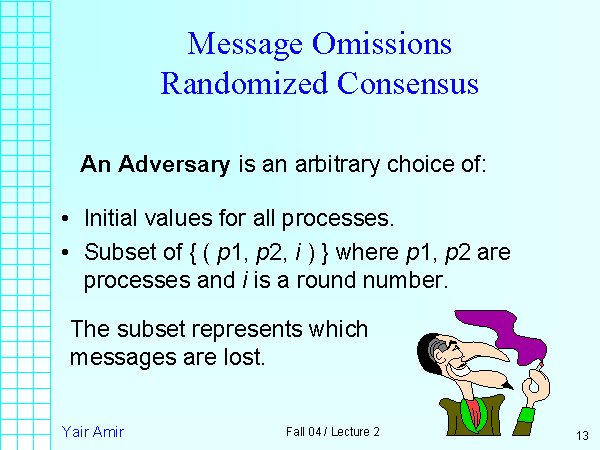 Message Omissions
Randomized Consensus
An Adversary is an arbitrary choice of:
• Initial values for all processes.
• Subset of { ( p1, p2, i ) } where p1, p2 are
processes and i is a round number.
The subset represents which
messages are lost.
Yair Amir
Fall 04 / Lecture 2
13